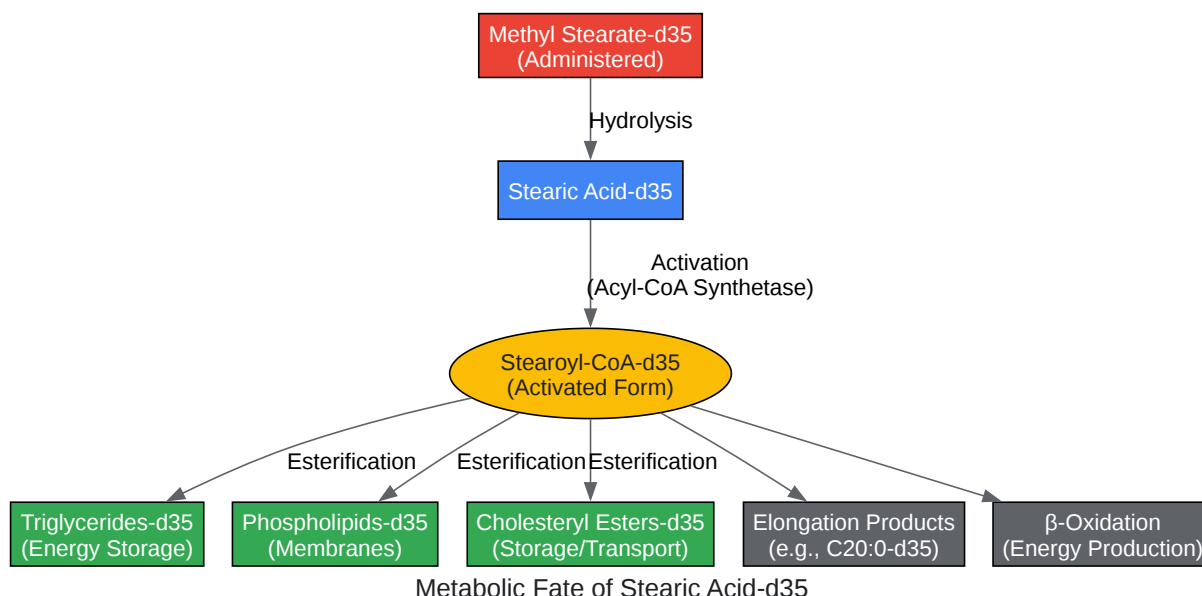 Methyl Stearate-d35
(Administered)
Hydrolysis
Stearic Acid-d35
Activation
(Acyl-CoA Synthetase)
Stearoyl-CoA-d35
(Activated Form)
Esterification
Esterification
Esterification
Triglycerides-d35
(Energy Storage)
Phospholipids-d35
(Membranes)
Cholesteryl Esters-d35
(Storage/Transport)
Elongation Products
(e.g., C20:0-d35)
β-Oxidation
(Energy Production)
Metabolic Fate of Stearic Acid-d35